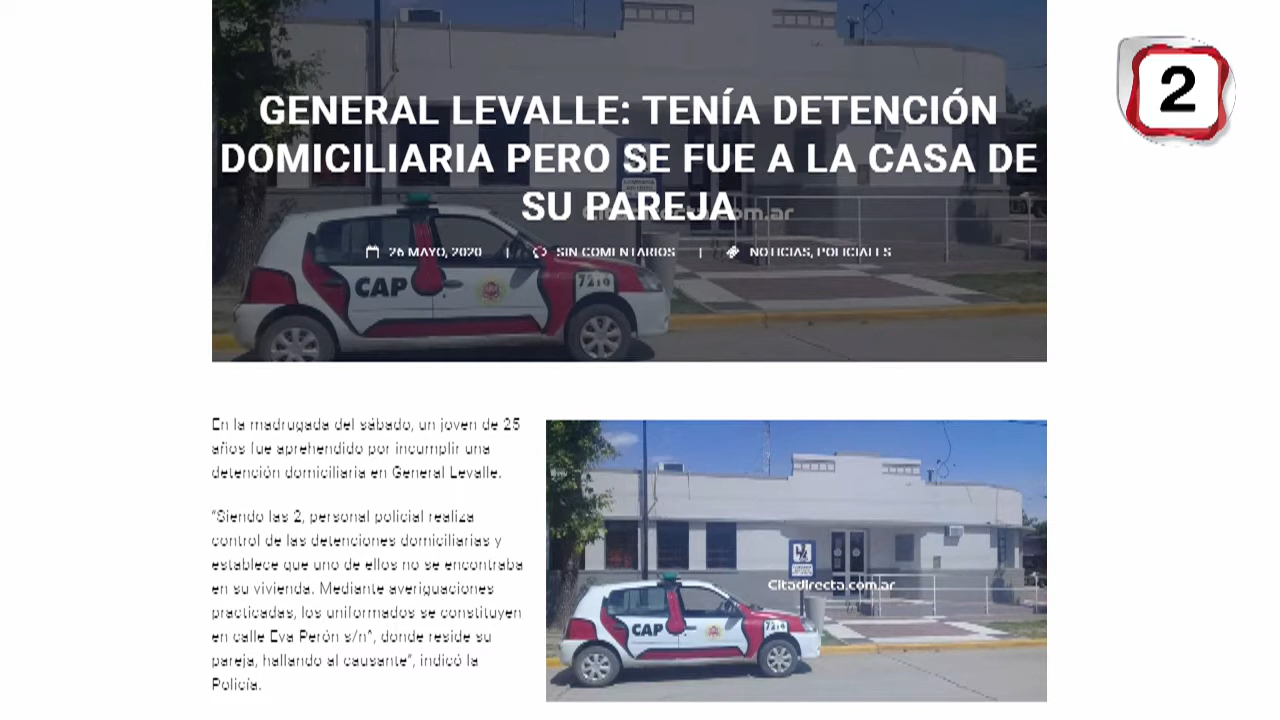 2
GENERAL LEVALLE: TENÍA DETENCIÓN
DOMICILIARIA PERO SE FUE A LA CASA DE
SU PAREJA
Citadirecta.com.ar
26 MAYO, 2020 | SIN COMENTARIOS | NOTICIAS, POLICIALES
CAP
7210
En la madrugada del sábado, un joven de 25
años fue aprehendido por incumplir una
detención domiciliaria en General Levalle.
"Siendo las 2, personal policial realiza
control de las detenciones domiciliarias y
establece que uno de ellos no se encontraba
en su vivienda. Mediante averiguaciones
practicadas, los uniformados se constituyen
en calle Eva Perón s/n°, donde reside su
pareja, hallando al causante", indicó la
Policía.
Citadirecta.com.ar
CAP
7210